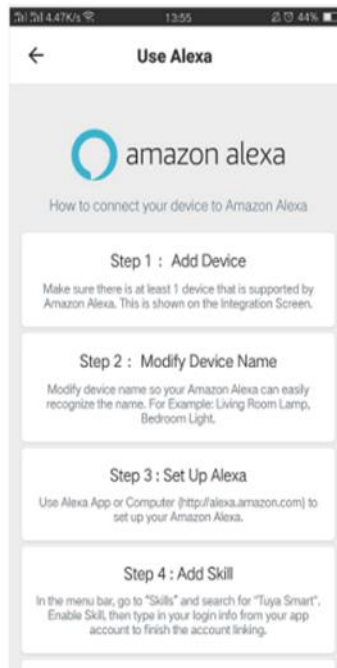 4.47K/s 13:55 44%
Use Alexa
amazon alexa
How to connect your device to Amazon Alexa
Step 1 : Add Device
Make sure there is at least 1 device that is supported by
Amazon Alexa. This is shown on the Integration Screen.
Step 2 : Modify Device Name
Modify device name so your Amazon Alexa can easily
recognize the name. For Example: Living Room Lamp,
Bedroom Light.
Step 3 : Set Up Alexa
Use Alexa App or Computer (http://alexa.amazon.com) to
set up your Amazon Alexa.
Step 4 : Add Skill
In the menu bar, go to "Skills" and search for "Tuya Smart".
Enable Skill, then type in your login info from your app
account to finish the account linking.